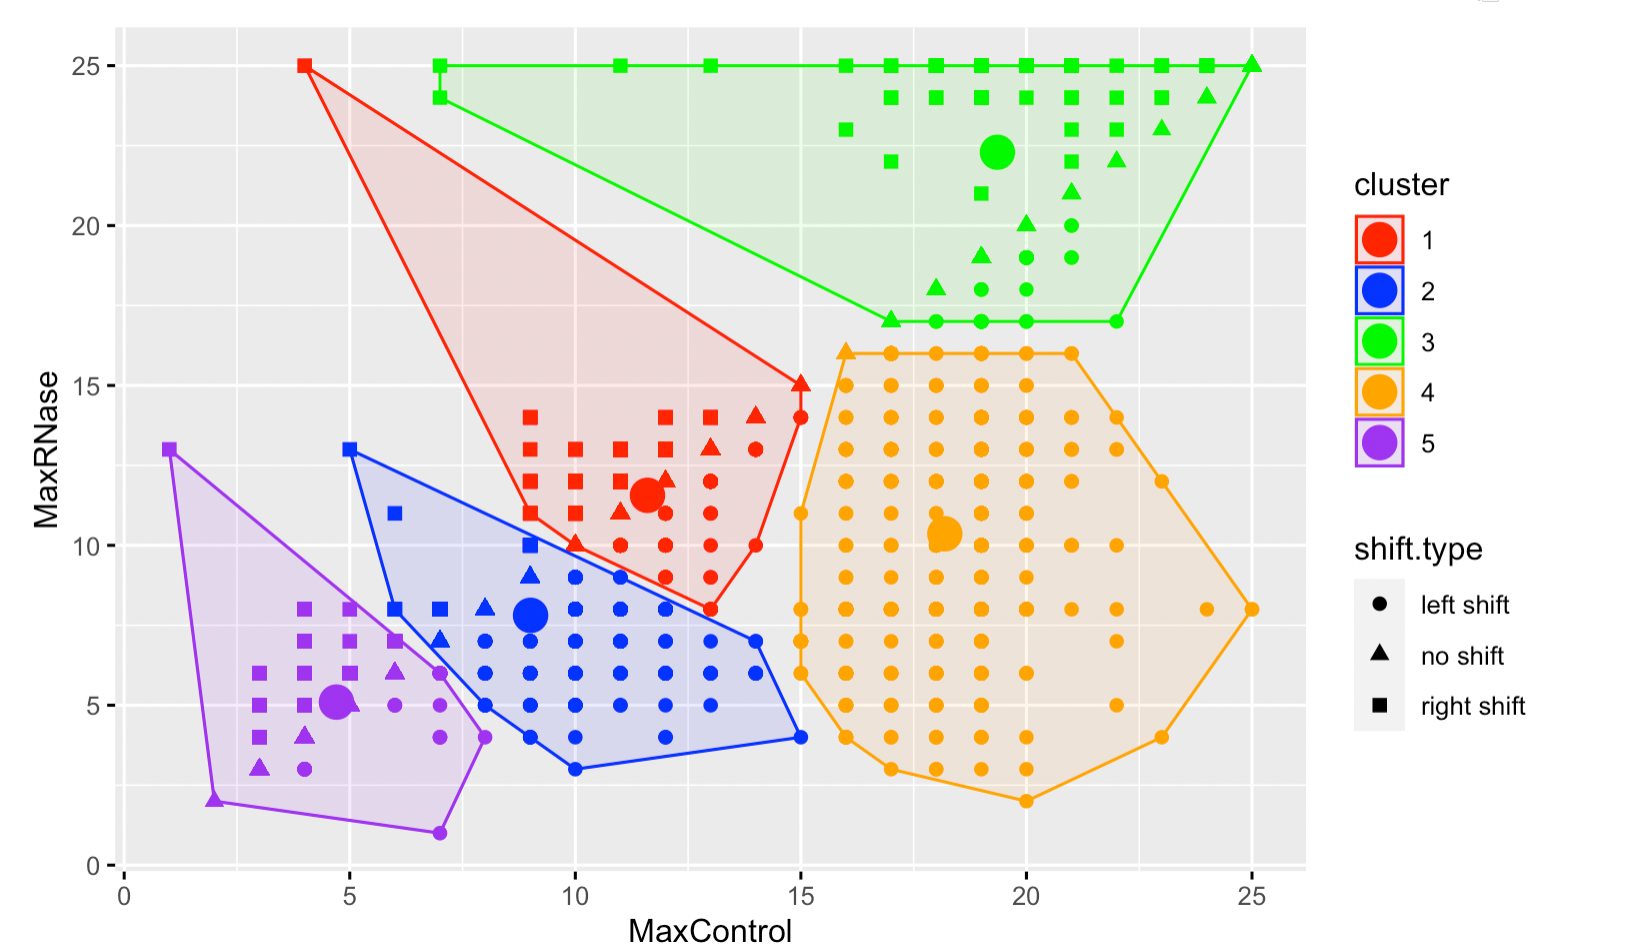 25
20
15
10
5
0
0 5 10 15 20 25
MaxRNase
MaxControl
cluster
1
2
3
4
5
shift.type
left shift
no shift
right shift